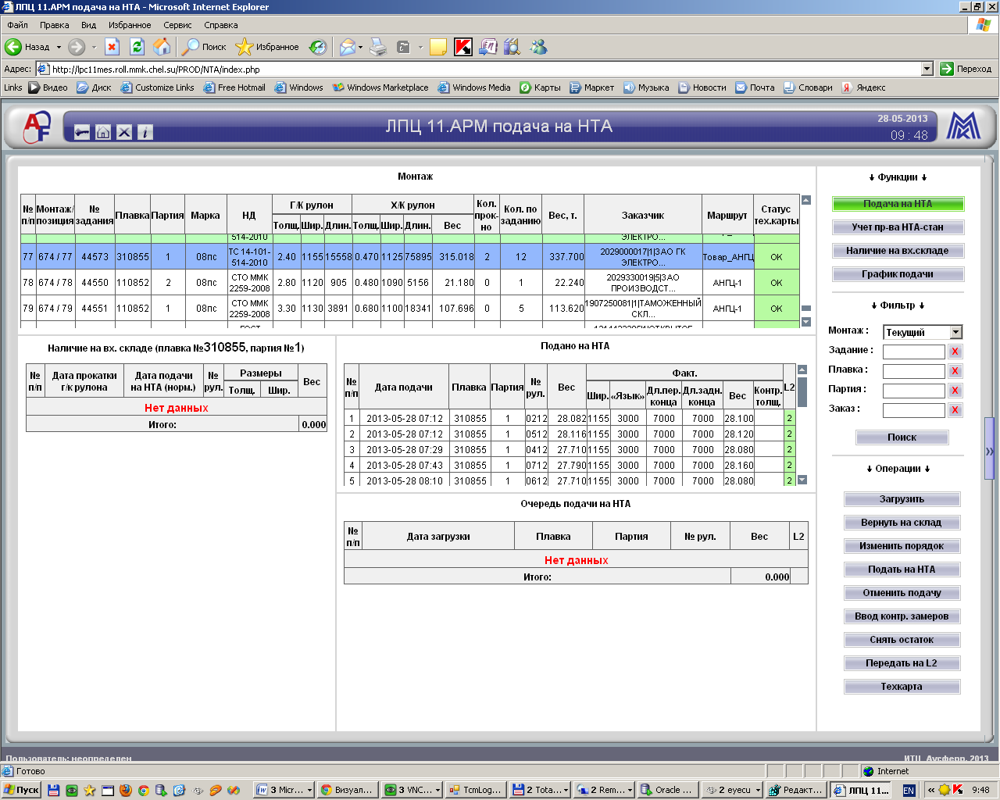 ЛПЦ 11.АРМ подача на НТА - Microsoft Internet Explorer
Файл Правка Вид Избранное Сервис Справка
Назад Поиск Избранное
Адрес: http://lpc11mes.roll.mmk.chel.su/PROD/NTA/index.php Переход
Links Видео Диск Customize Links Free Hotmail Windows Windows Marketplace Windows Media Карты Маркет Музыка Новости Почта Словари Яндекс
ЛПЦ 11.АРМ подача на НТА
28-05-2013
09 : 48
Монтаж
№ п/п Монтаж/позиция № задания Плавка Партия Марка НД Г/К рулон Толщ. Шир. Длин. Х/К рулон Толщ. Шир. Длин. Вес Кол. прок-но Кол. по заданию Вес, т. Заказчик Маршрут Статус тех.карты
514-2010 ЭЛЕКТРО...
77 674 / 77 44573 310855 1 08пс ТС 14-101-514-2010 2.40 1155 15558 0.470 1125 75895 315.018 2 12 337.700 2029000017|1|ЗАО ГК ЭЛЕКТРО... Товар_АНГЦ ОК
78 674 / 78 44550 110852 2 08пс СТО ММК 2259-2008 2.80 1120 905 0.480 1090 5156 21.180 0 1 22.240 2029330019|5|ЗАО ПРОИЗВОДСТ... АНГЦ-1 ОК
79 674 / 79 44551 110852 1 08пс СТО ММК 2259-2008 3.30 1130 3891 0.680 1100 18341 107.696 0 5 113.620 1907250081|1|ТАМОЖЕННЫЙ СКЛ... АНГЦ-1 ОК
Наличие на вх. складе (плавка №310855, партия №1)
№ п/п Дата прокатки г/к рулона Дата подачи на НТА (норм.) № рул. Размеры Толщ. Шир. Вес
Нет данных
Итого: 0.000
Подано на НТА
№ п/п Дата подачи Плавка Партия № рул. Вес Факт. Шир. «Язык» Дл.пер. конца Дл.задн. конца Вес Контр. толщ. L2
1 2013-05-28 07:12 310855 1 0212 28.082 1155 3000 7000 7000 28.100 2
2 2013-05-28 07:12 310855 1 0512 28.116 1155 3000 7000 7000 28.120 2
3 2013-05-28 07:29 310855 1 0412 27.710 1155 3000 7000 7000 28.080 2
4 2013-05-28 07:43 310855 1 0712 27.790 1155 3000 7000 7000 28.160 2
5 2013-05-28 08:10 310855 1 0612 27.710 1155 3000 7000 7000 28.080 2
Очередь подачи на НТА
№ п/п Дата загрузки Плавка Партия № рул. Вес L2
Нет данных
Итого: 0.000
Функции
Подача на НТА
Учет пр-ва НТА-стан
Наличие на вх.складе
График подачи
Фильтр
Монтаж : Текущий
Задание : X
Плавка : X
Партия : X
Заказ : X
Поиск
Операции
Загрузить
Вернуть на склад
Изменить порядок
Подать на НТА
Отменить подачу
Ввод контр. замеров
Снять остаток
Передать на L2
Техкарта
Пользователь: неопределен ИТЦ, Аусферр, 2013
Готово Internet
Пуск 3 Micr... Визуал... 3 VNC... TcmLog... 2 Tota... 2 Rem... Oracle ... 2 eyecu Редакт... ЛПЦ 11... EN 9:48